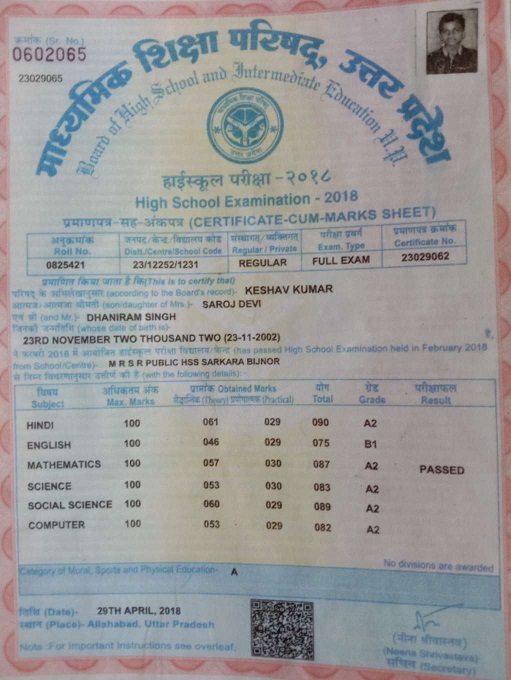 क्रमांक (Sr. No.)
0602065
23029065
माध्यमिक शिक्षा परिषद्, उत्तर प्रदेश
Board of High School and Intermediate Education U.P.
हाईस्कूल परीक्षा -२०१८
High School Examination - 2018
प्रमाणपत्र-सह-अंकपत्र (CERTIFICATE-CUM-MARKS SHEET)
अनुक्रमांक जनपद/केन्द्र/विद्यालय कोड संस्थागत/व्यक्तिगत परीक्षा प्रवर्ग प्रमाणपत्र क्रमांक
Roll No. Distt./Centre/School Code Regular / Private Exam. Type Certificate No.
0825421 23/12252/1231 REGULAR FULL EXAM 23029062
प्रमाणित किया जाता है कि(This is to certify that)
परिषद् के अभिलेखानुसार (according to the Board's record)- KESHAV KUMAR
आत्मज/आत्मजा श्रीमती (son/daughter of Mrs.)- SAROJ DEVI
एवं श्री (and Mr.)- DHANIRAM SINGH
जिनकी जन्मतिथि (whose date of birth is)-
23RD NOVEMBER TWO THOUSAND TWO (23-11-2002) है,
ने फरवरी 2018 में आयोजित हाईस्कूल परीक्षा विद्यालय/केन्द्र (has passed High School Examination held in February 2018
from School/Centre)- M R S R PUBLIC HSS SARKARA BIJNOR
से निम्न विवरणानुसार उत्तीर्ण की है (with the following details):-
विषय अधिकतम अंक प्राप्तांक Obtained Marks योग ग्रेड परीक्षाफल
Subject Max. Marks सैद्धान्तिक (Theory) प्रयोगात्मक (Practical) Total Grade Result
HINDI 100 061 029 090 A2
ENGLISH 100 046 029 075 B1
MATHEMATICS 100 057 030 087 A2 PASSED
SCIENCE 100 053 030 083 A2
SOCIAL SCIENCE 100 060 029 089 A2
COMPUTER 100 053 029 082 A2
No divisions are awarded
Category of Moral, Sports and Physical Education- A
तिथि (Date)- 29TH APRIL, 2018
स्थान (Place)- Allahabad, Uttar Pradesh
(नीना श्रीवास्तव)
(Neena Shrivastava)
सचिव (Secretary)
Note :For Important Instructions see overleaf.